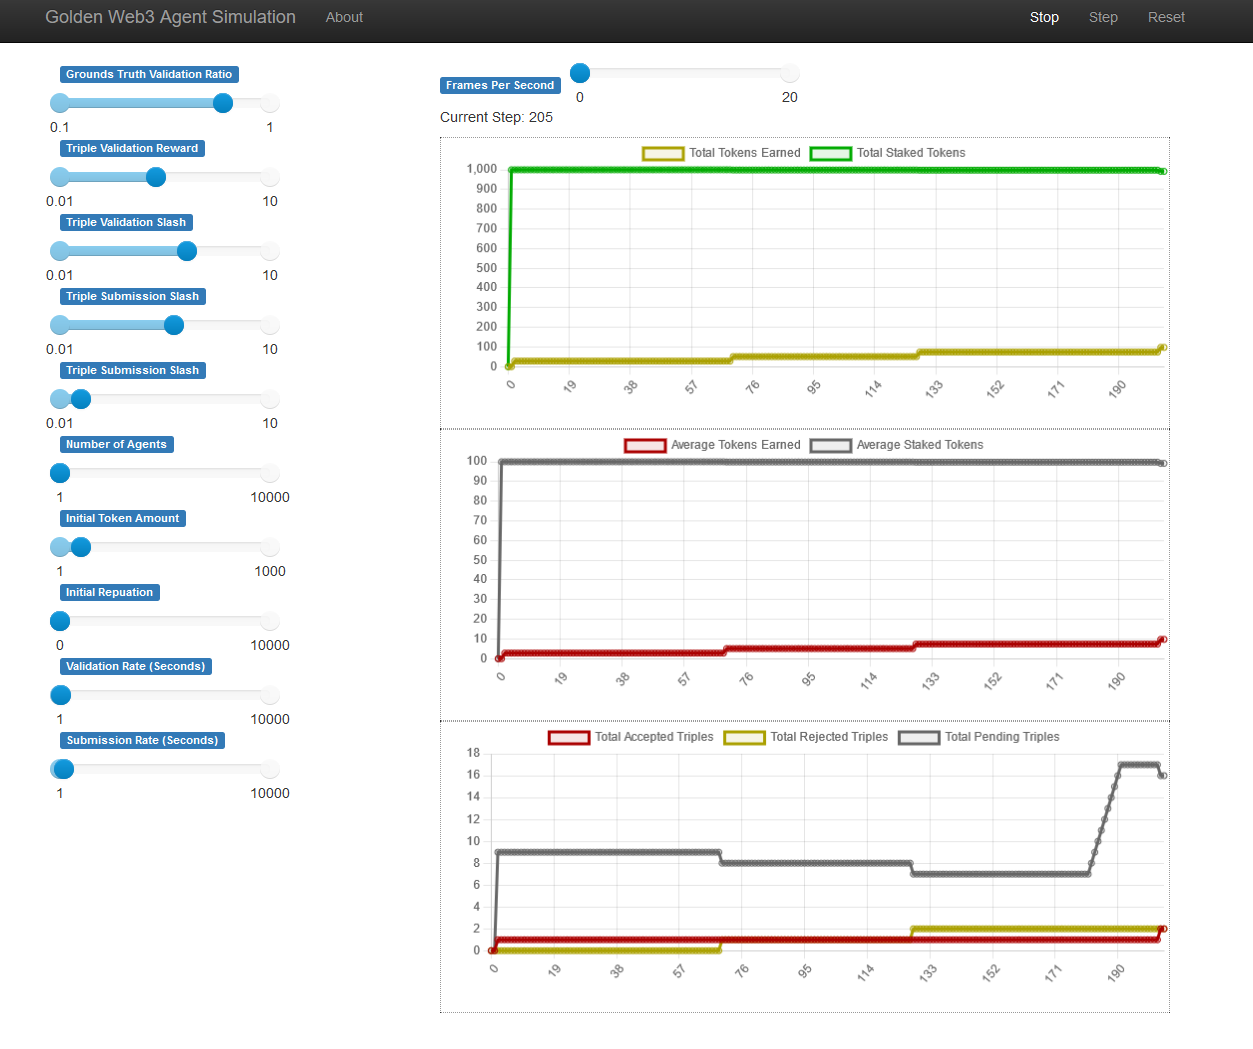 Golden Web3 Agent Simulation About Stop Step Reset
Grounds Truth Validation Ratio
0.1 1
Triple Validation Reward
0.01 10
Triple Validation Slash
0.01 10
Triple Submission Slash
0.01 10
Triple Submission Slash
0.01 10
Number of Agents
1 10000
Initial Token Amount
1 1000
Initial Repuation
0 10000
Validation Rate (Seconds)
1 10000
Submission Rate (Seconds)
1 10000
Frames Per Second
0 20
Current Step: 205
Total Tokens Earned Total Staked Tokens
1,000
900
800
700
600
500
400
300
200
100
0
0 19 38 57 76 95 114 133 152 171 190
Average Tokens Earned Average Staked Tokens
100
90
80
70
60
50
40
30
20
10
0
0 19 38 57 76 95 114 133 152 171 190
Total Accepted Triples Total Rejected Triples Total Pending Triples
18
16
14
12
10
8
6
4
2
0
0 19 38 57 76 95 114 133 152 171 190